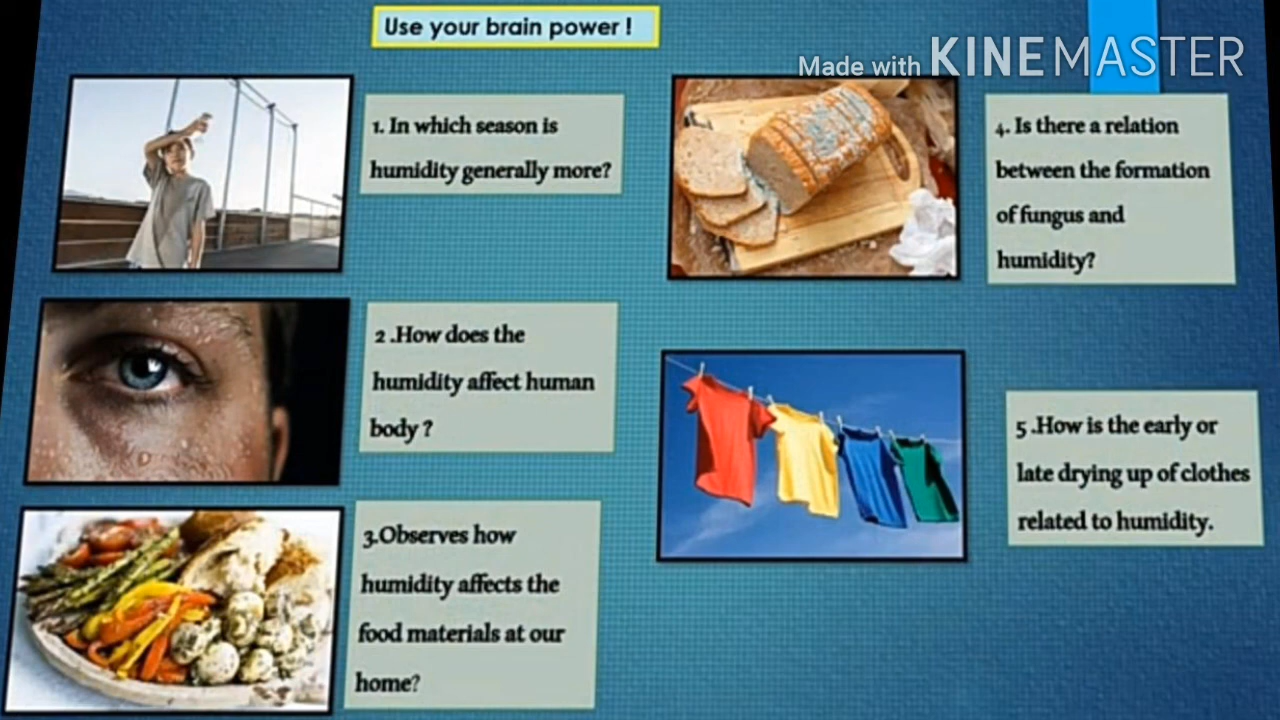 Use your brain power !
Made with KINEMASTER
1. In which season is
humidity generally more?
2 .How does the
humidity affect human
body ?
3.Observes how
humidity affects the
food materials at our
home?
4. Is there a relation
between the formation
of fungus and
humidity?
5 .How is the early or
late drying up of clothes
related to humidity.